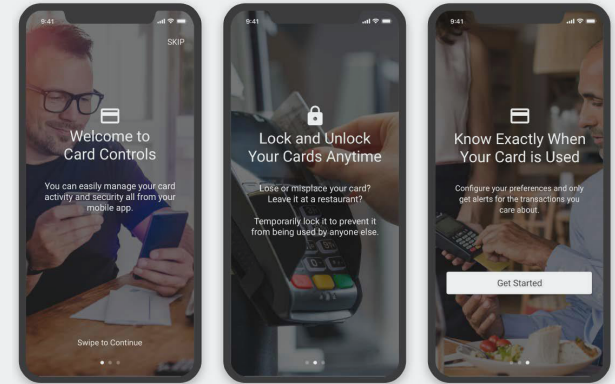 9:41
SKIP
Welcome to
Card Controls
You can easily manage your card
activity and security all from your
mobile app.
Swipe to Continue
9:41
Lock and Unlock
Your Cards Anytime
Lose or misplace your card?
Leave it at a restaurant?
Temporarily lock it to prevent it
from being used by anyone else.
9:41
Know Exactly When
Your Card is Used
Configure your preferences and only
get alerts for the transactions you
care about.
Get Started